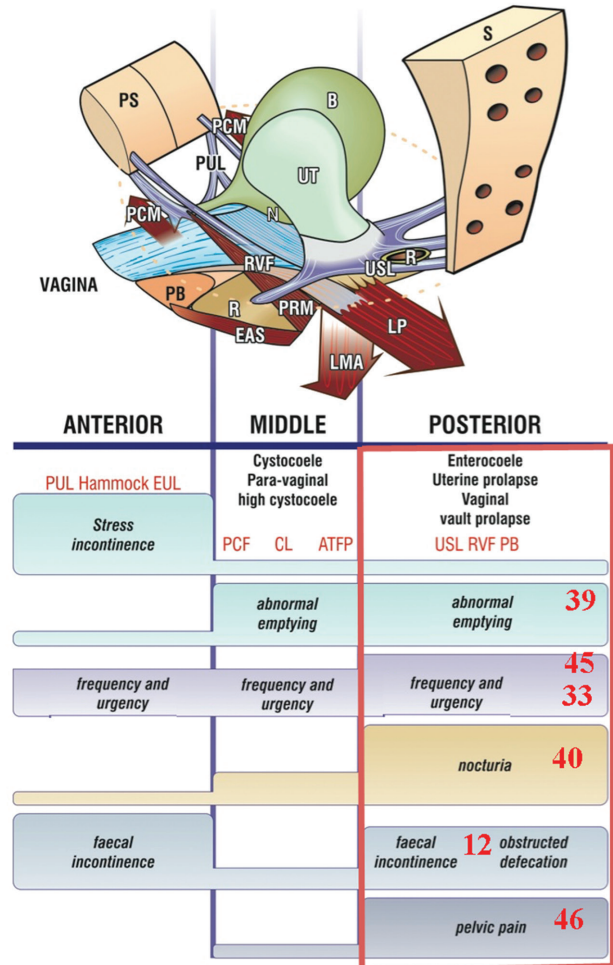 S
PS
B
PCM
PUL
UT
PCM
N
VAGINA
RVF
USL
R
PB
R
PRM
EAS
LP
LMA
ANTERIOR MIDDLE POSTERIOR
PUL Hammock EUL
Cystocoele
Para-vaginal
high cystocoele
PCF CL ATFP
Enterocoele
Uterine prolapse
Vaginal
vault prolapse
USL RVF PB
Stress
incontinence
abnormal
emptying
abnormal
emptying
39
frequency and
urgency
frequency and
urgency
frequency and
urgency
45
33
nocturia 40
faecal
incontinence
faecal
incontinence
12
obstructed
defecation
pelvic pain 46